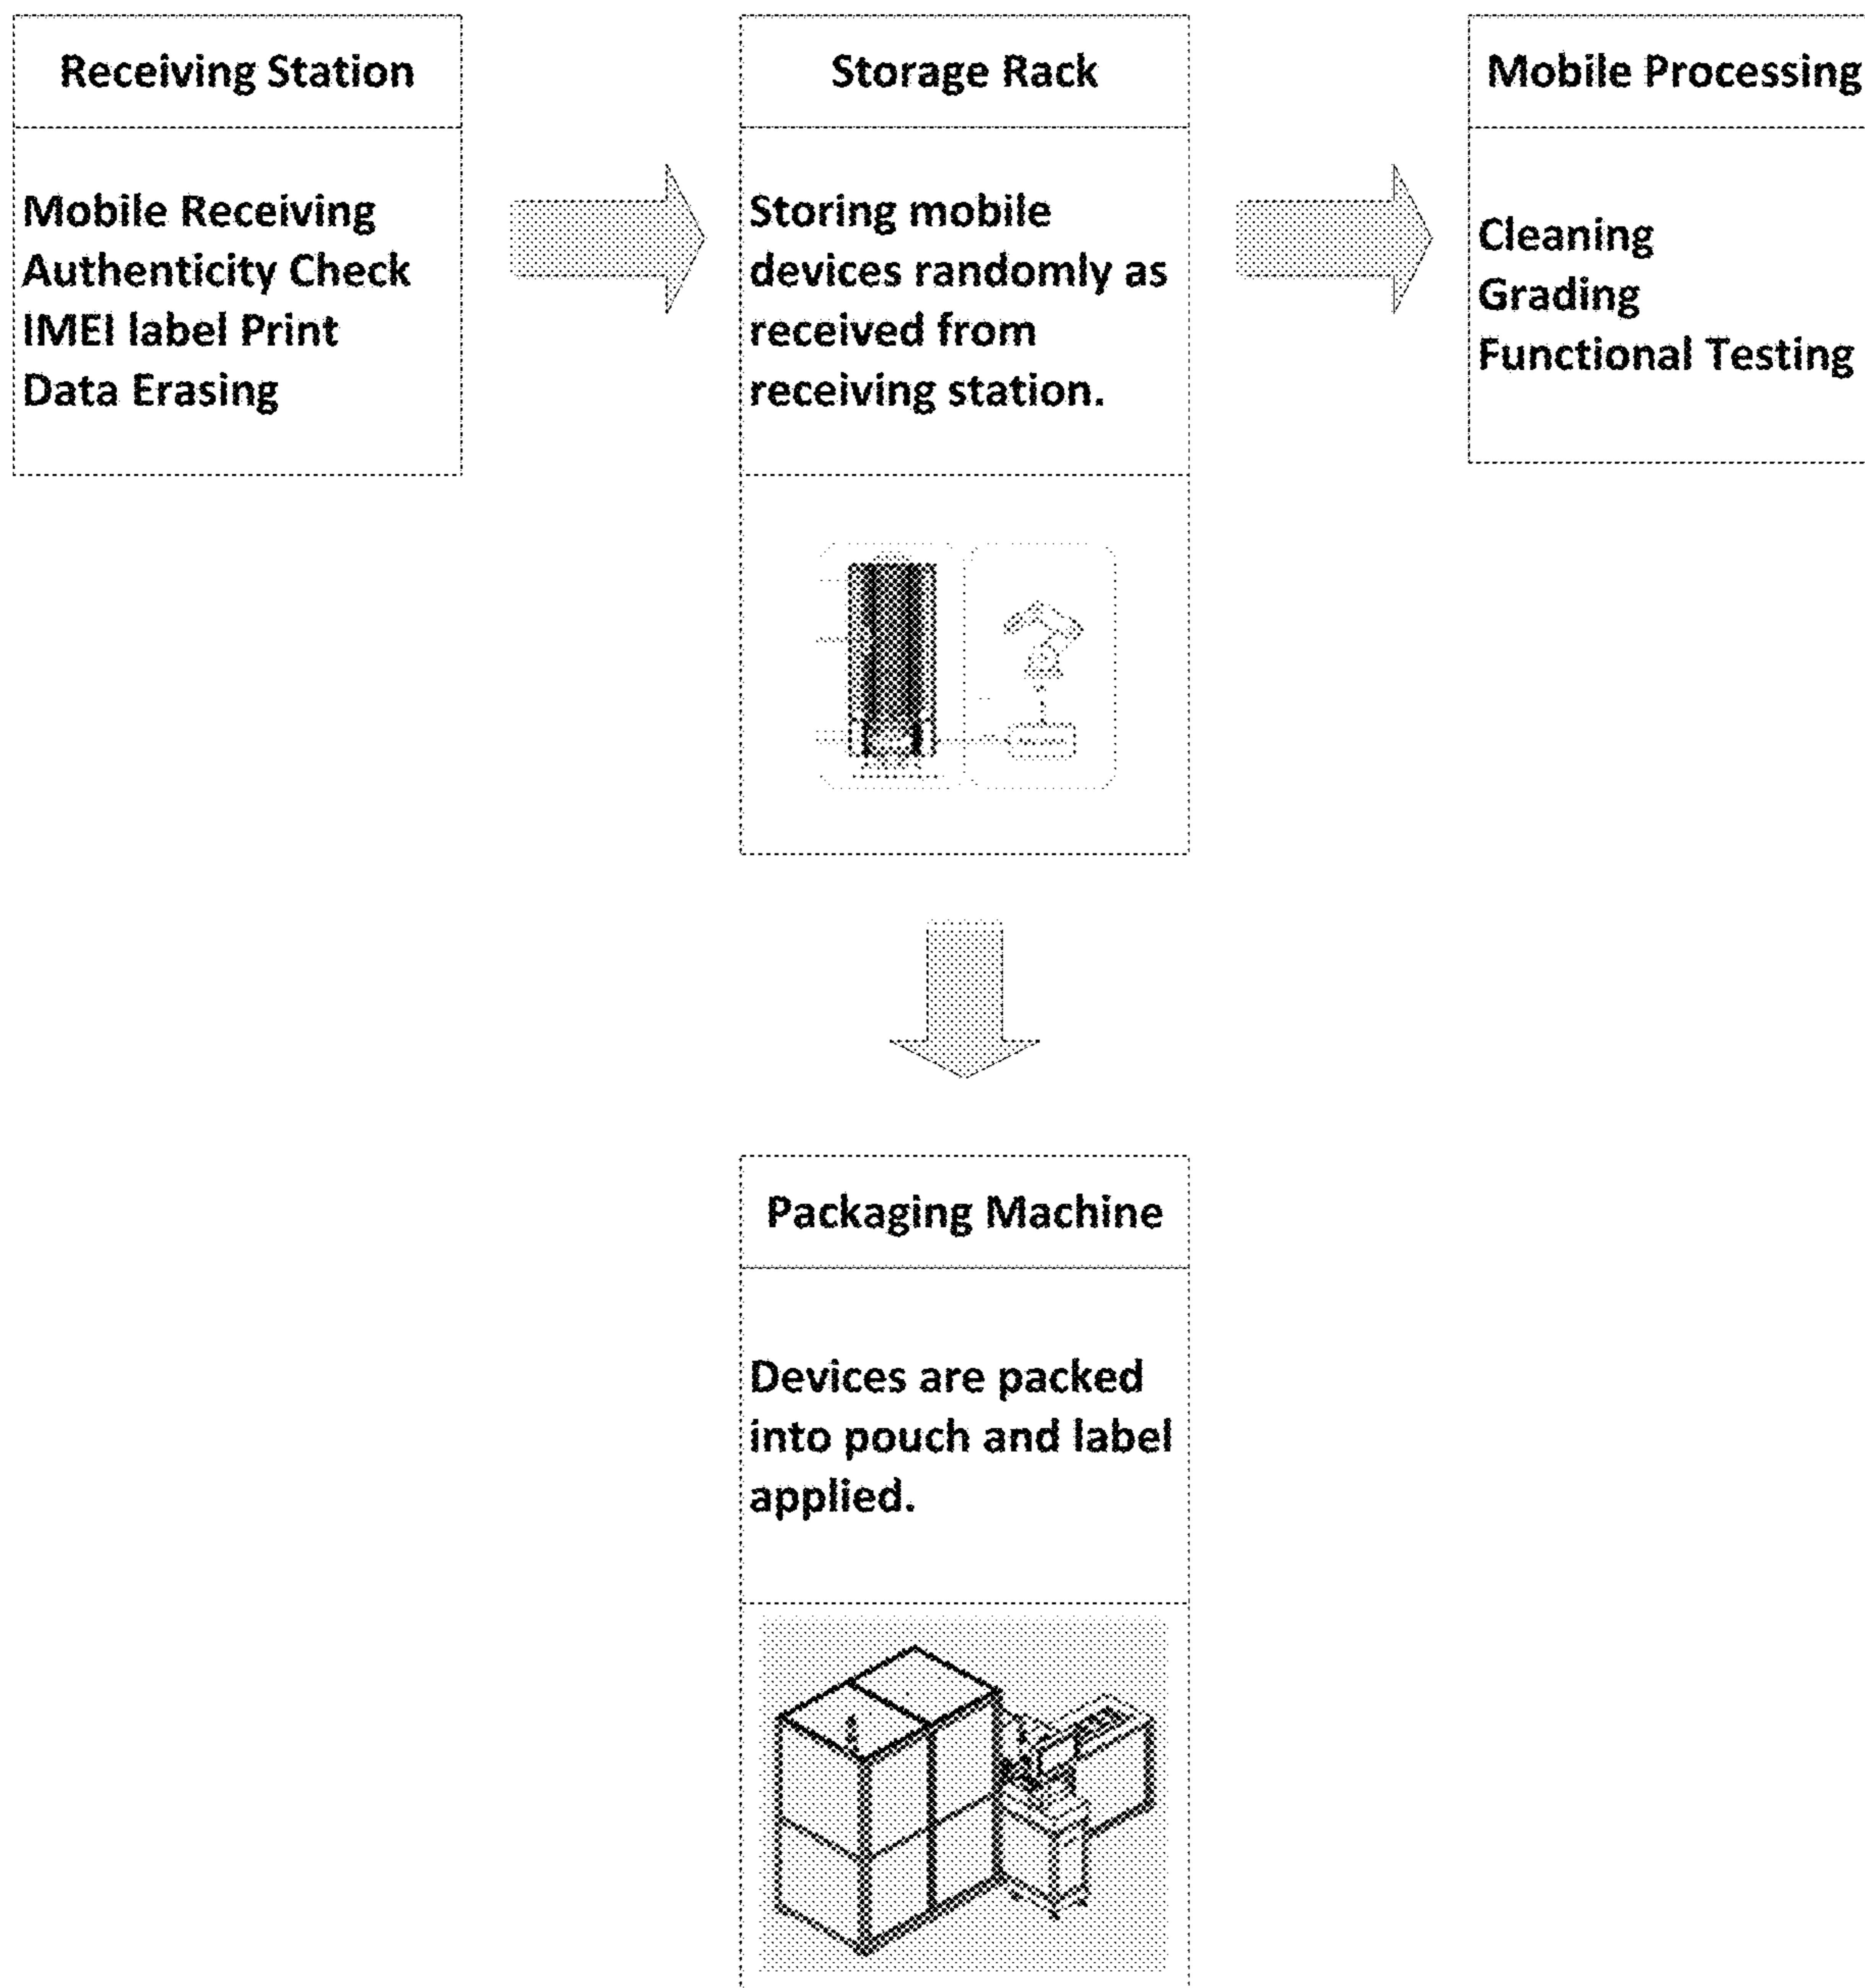 Receiving Station
Mobile Receiving
Authenticity Check
IMEI label Print
Data Erasing
Storage Rack
Storing mobile
devices randomly as
received from
receiving station.
Mobile Processing
Cleaning
Grading
Functional Testing
Packaging Machine
Devices are packed
into pouch and label
applied.